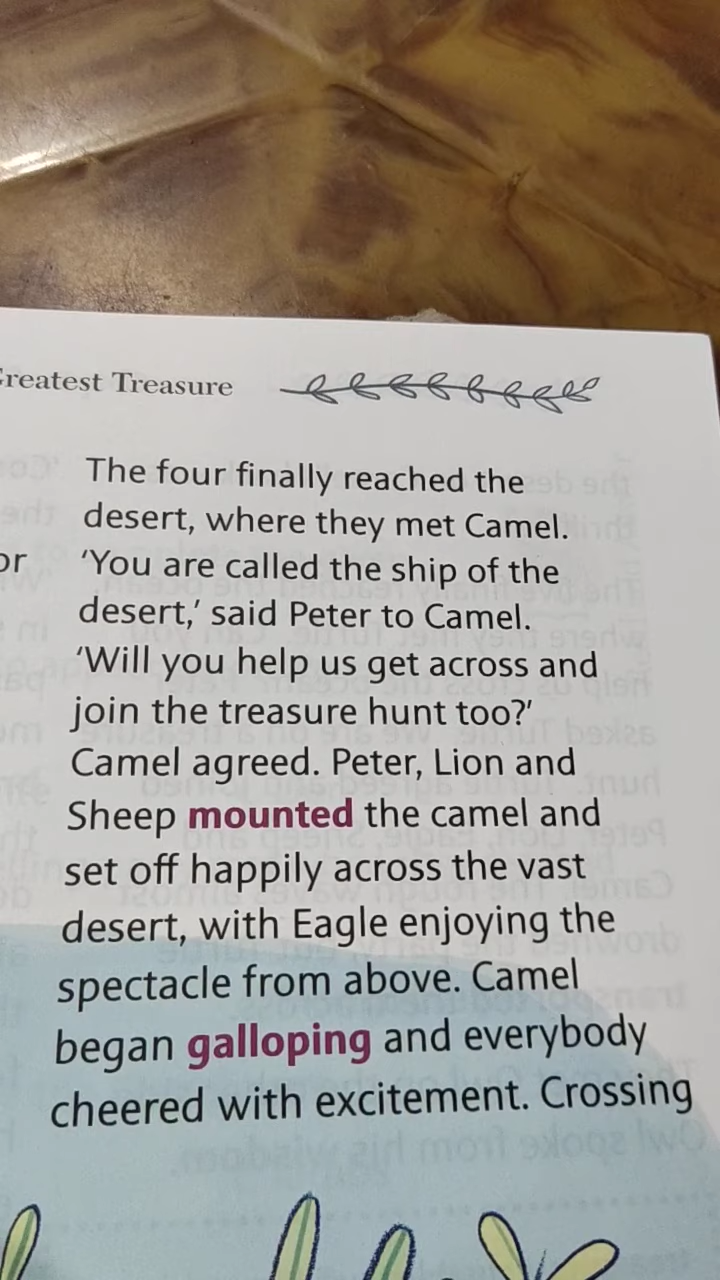 Greatest Treasure
The four finally reached the
desert, where they met Camel.
or
‘You are called the ship of the
desert,’ said Peter to Camel.
‘Will you help us get across and
join the treasure hunt too?’
Camel agreed. Peter, Lion and
Sheep mounted the camel and
set off happily across the vast
desert, with Eagle enjoying the
spectacle from above. Camel
began galloping and everybody
cheered with excitement. Crossing